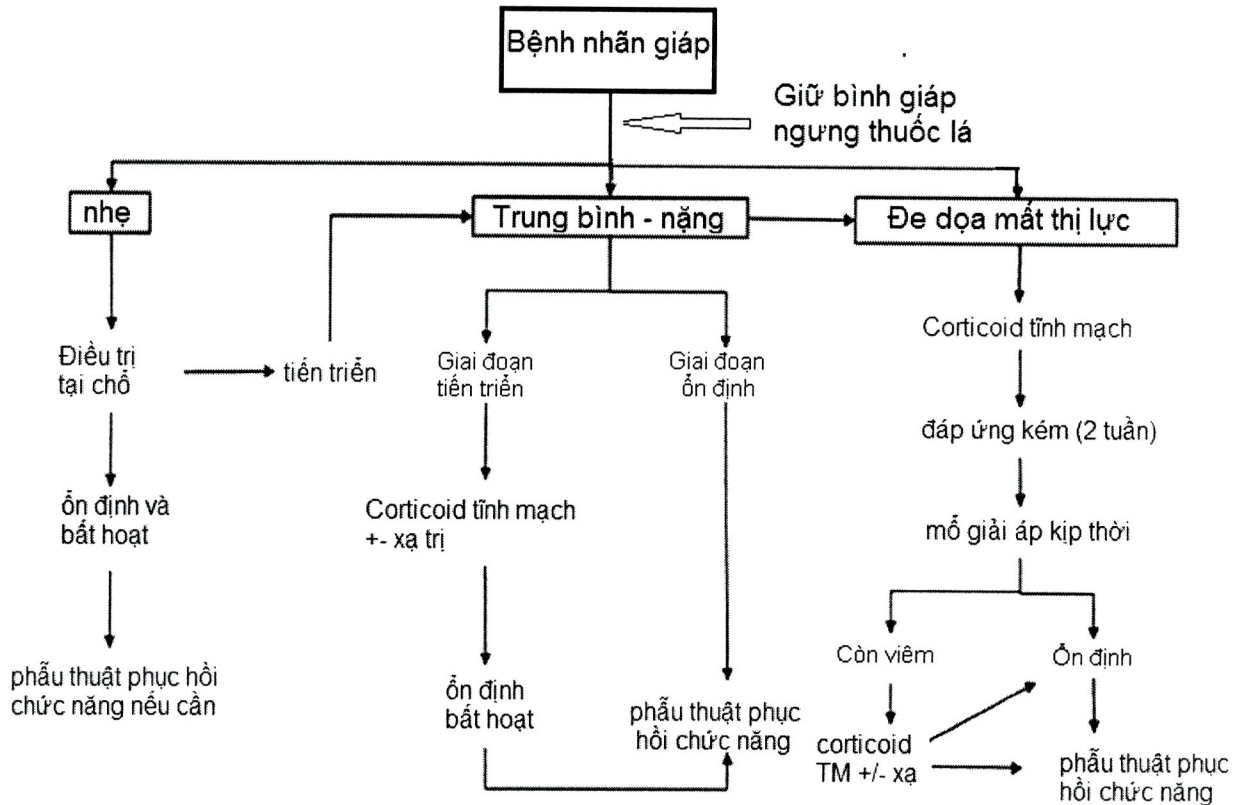 Bệnh nhãn giáp
Giữ bình giáp
ngưng thuốc lá
nhẹ
Trung bình - nặng
Đe dọa mất thị lực
Điều trị
tại chổ
tiến triển
Giai đoạn
tiến triển
Giai đoạn
ổn định
Corticoid tĩnh mạch
đáp ứng kém (2 tuần)
ổn định và
bất hoạt
Corticoid tĩnh mạch
+- xạ trị
mổ giải áp kịp thời
phẫu thuật phục hồi
chức năng nếu cần
ổn định
bất hoạt
phẫu thuật phục
hồi chức năng
Còn viêm
Ổn định
corticoid
TM +/- xạ
phẫu thuật phục
hồi chức năng